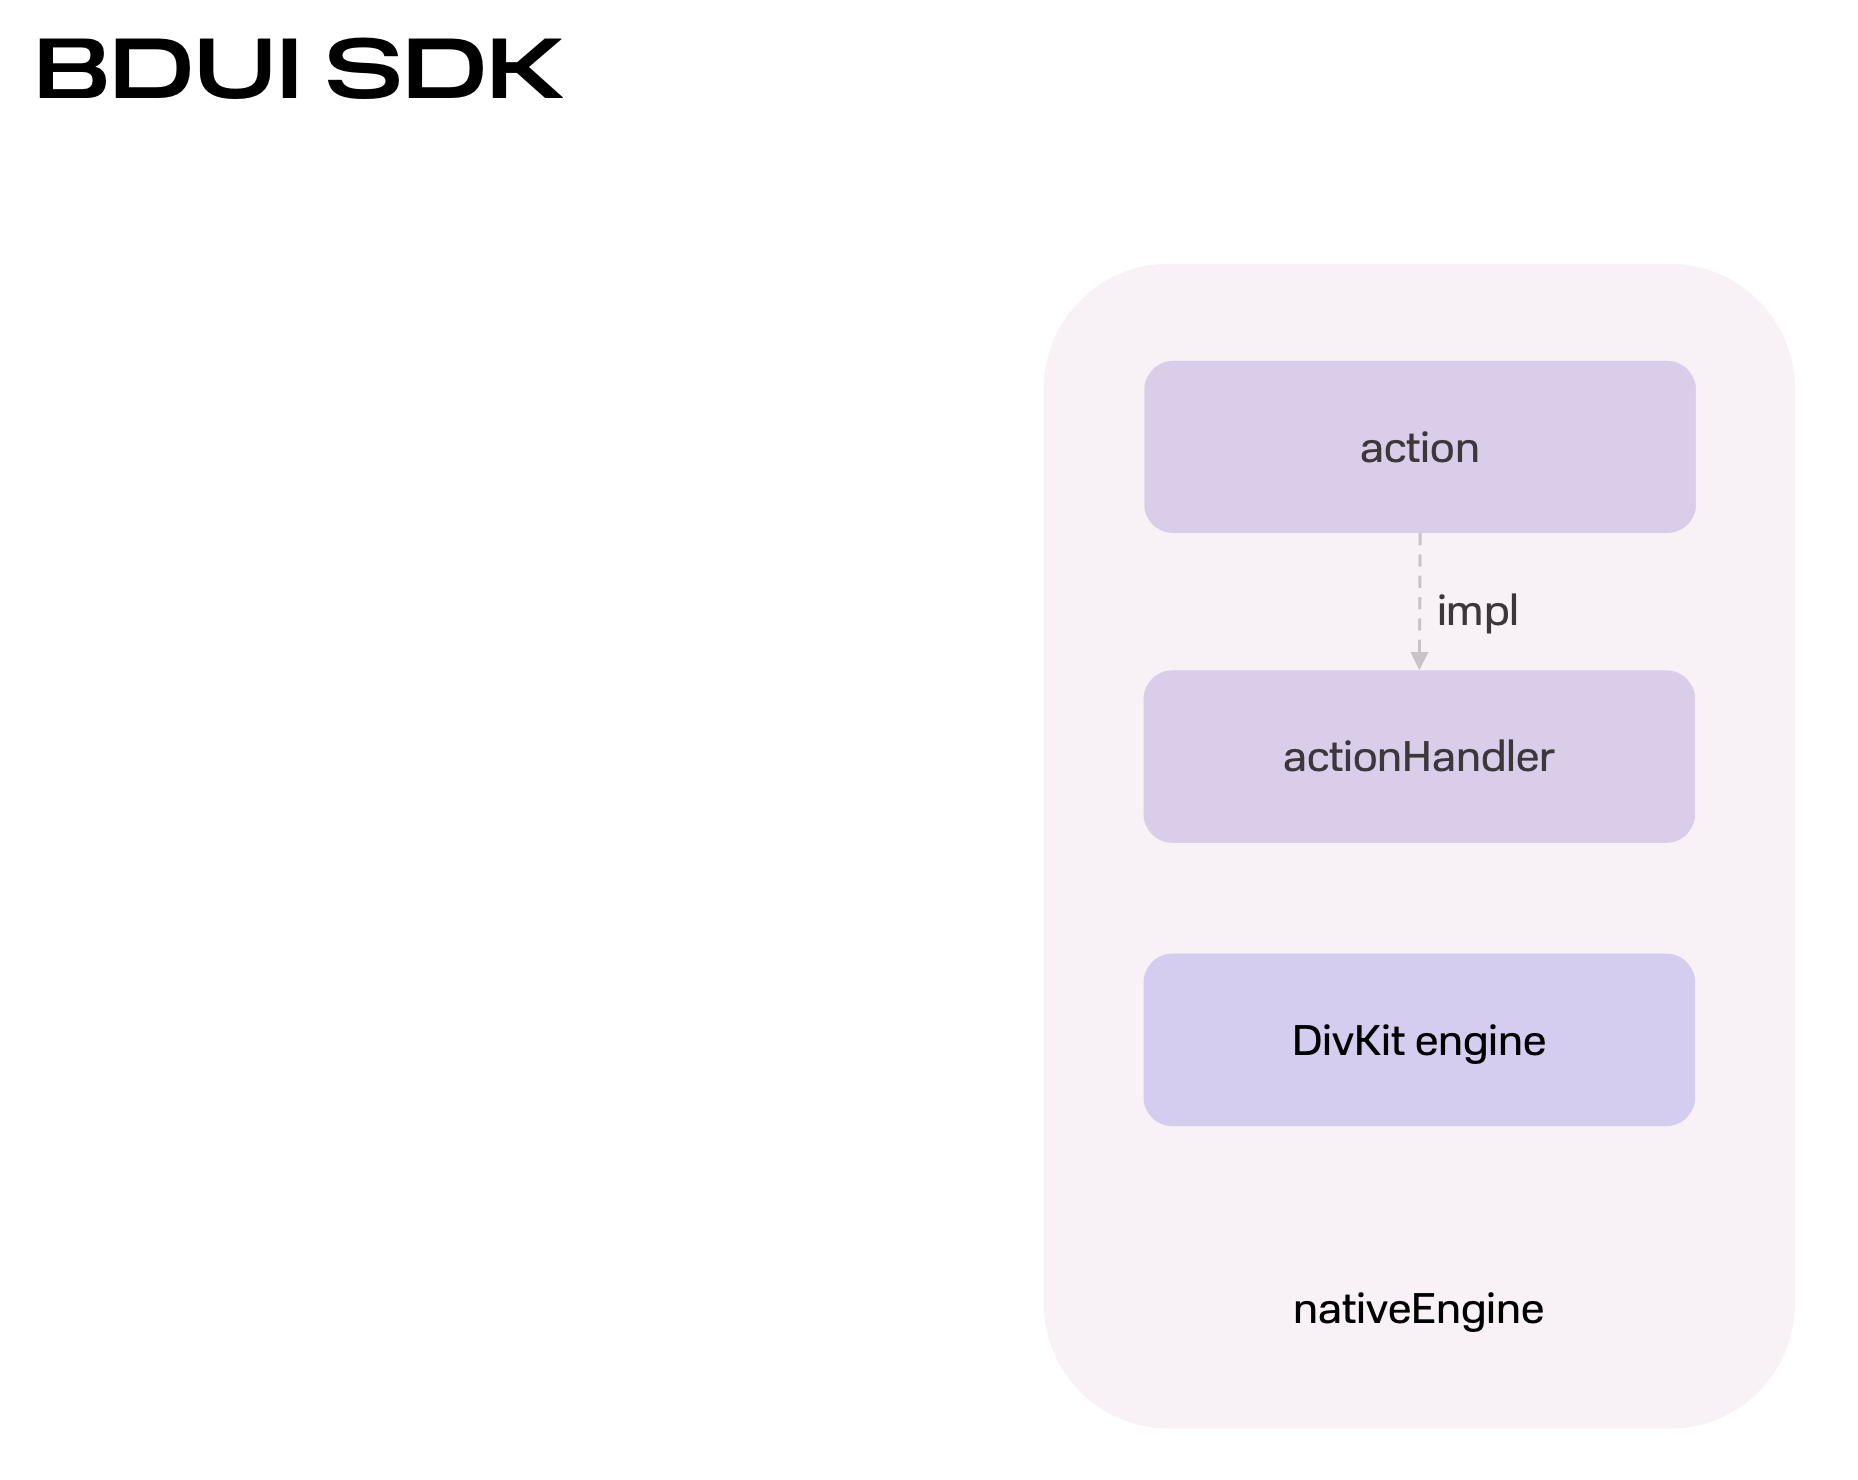 BDUI SDK
action
impl
actionHandler
DivKit engine
nativeEngine